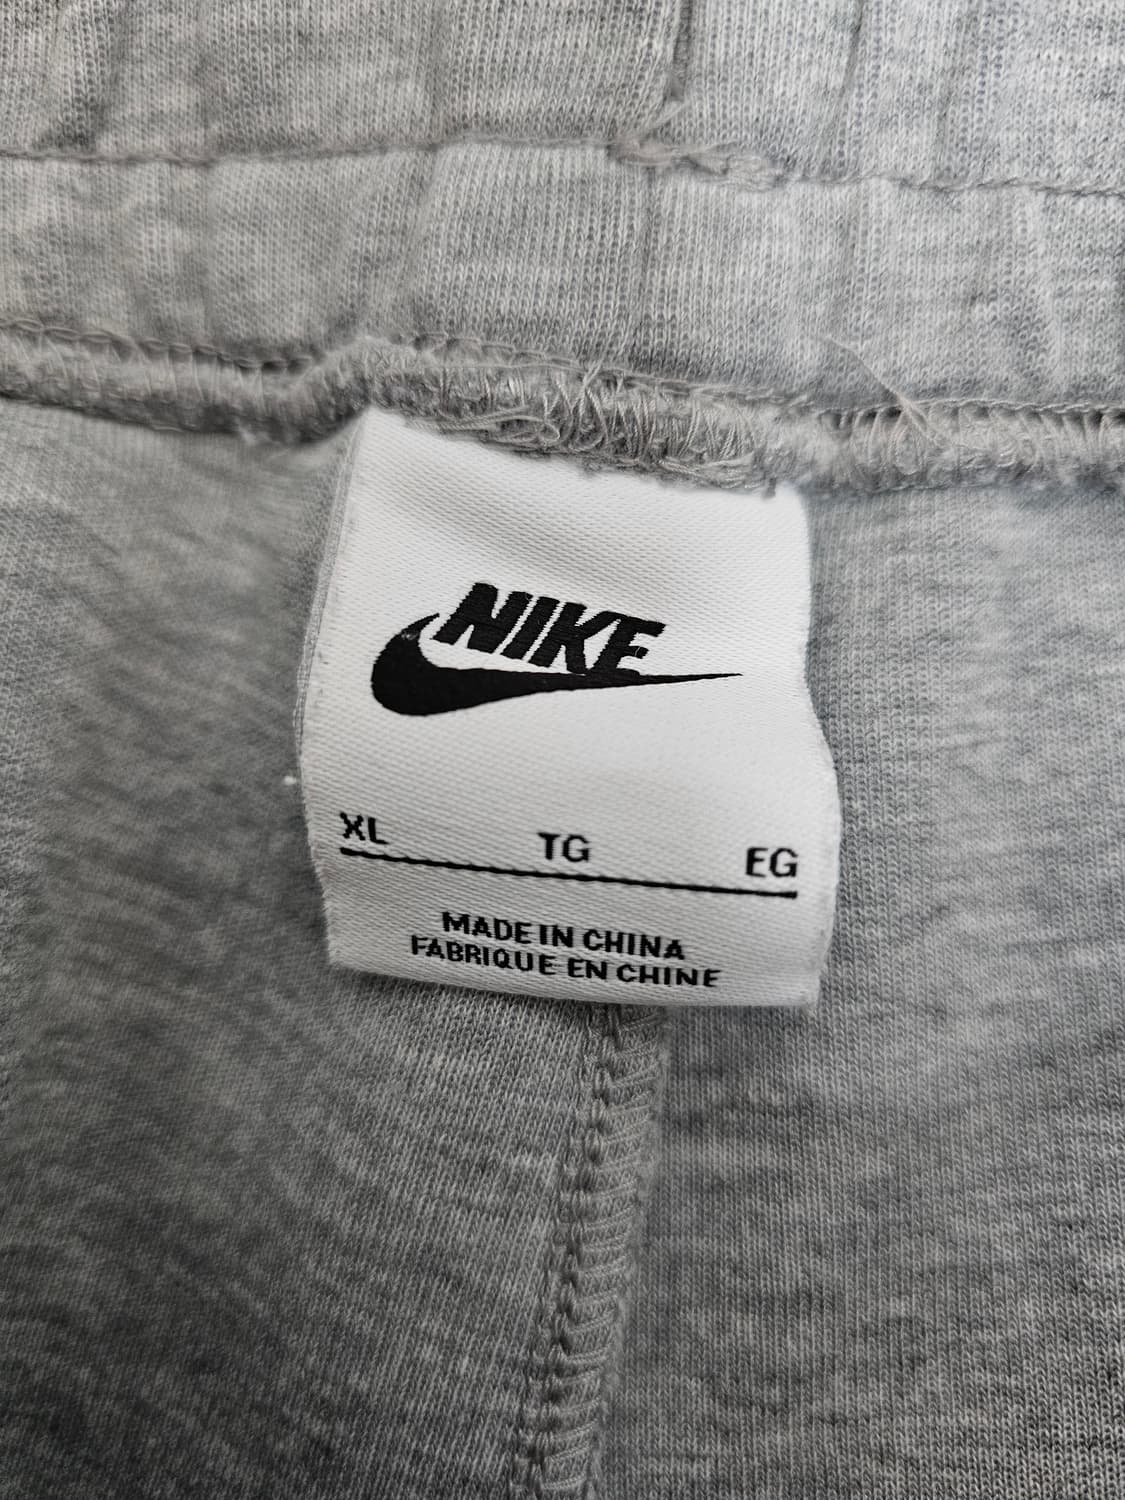 NIKE
XL TG EG
MADE IN CHINA
FABRIQUE EN CHINE